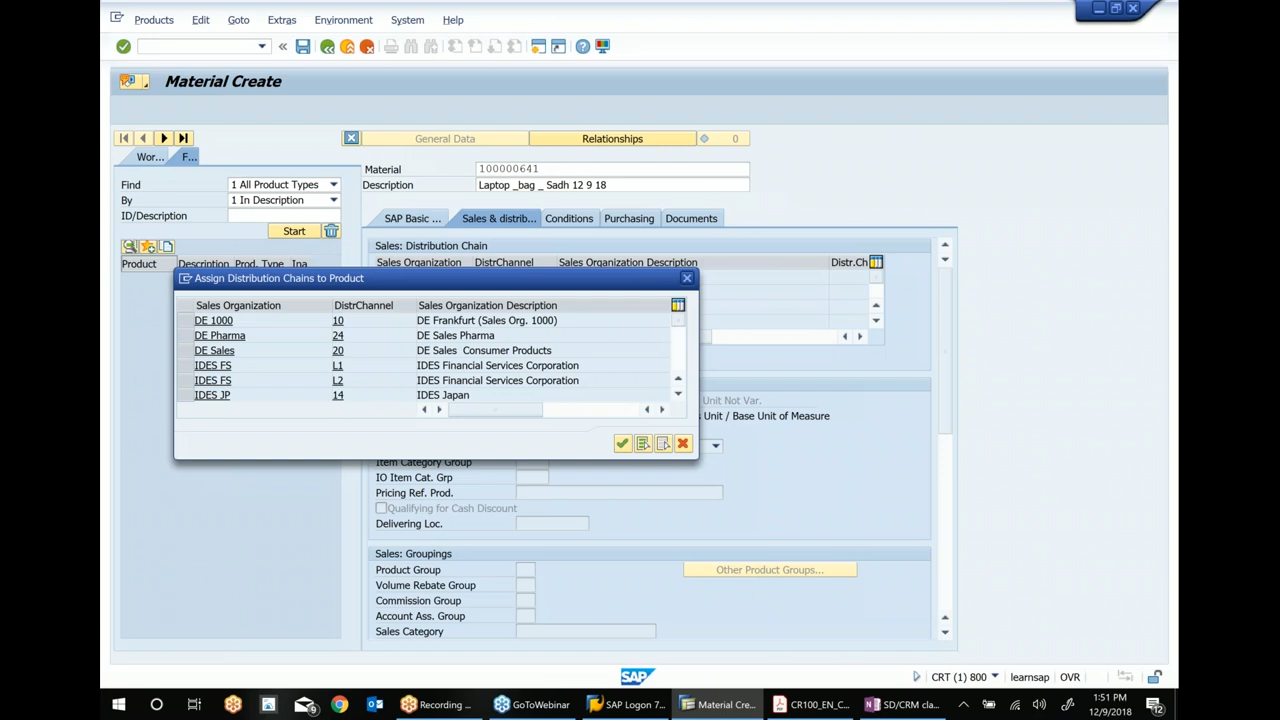 Products Edit Goto Extras Environment System Help
Material Create
General Data Relationships 0
Wor... F...
Material 100000641
Description Laptop _bag _ Sadh 12 9 18
Find 1 All Product Types
By 1 In Description
ID/Description
Start
SAP Basic ... Sales & distrib... Conditions Purchasing Documents
Sales: Distribution Chain
Product Description Prod. Type Ina
Sales Organization DistrChannel Sales Organization Description Distr.Ch
Assign Distribution Chains to Product
Sales Organization DistrChannel Sales Organization Description
DE 1000 10 DE Frankfurt (Sales Org. 1000)
DE Pharma 24 DE Sales Pharma
DE Sales 20 DE Sales Consumer Products
IDES FS L1 IDES Financial Services Corporation
IDES FS L2 IDES Financial Services Corporation
IDES JP 14 IDES Japan
Unit Not Var.
Unit / Base Unit of Measure
Item Category Group
IO Item Cat. Grp
Pricing Ref. Prod.
Qualifying for Cash Discount
Delivering Loc.
Sales: Groupings
Product Group Other Product Groups...
Volume Rebate Group
Commission Group
Account Ass. Group
Sales Category
SAP CRT (1) 800 learnsap OVR
Recording ... GoToWebinar SAP Logon 7... Material Cre... CR100_EN_C... SD/CRM cla... 1:51 PM
12/9/2018 12